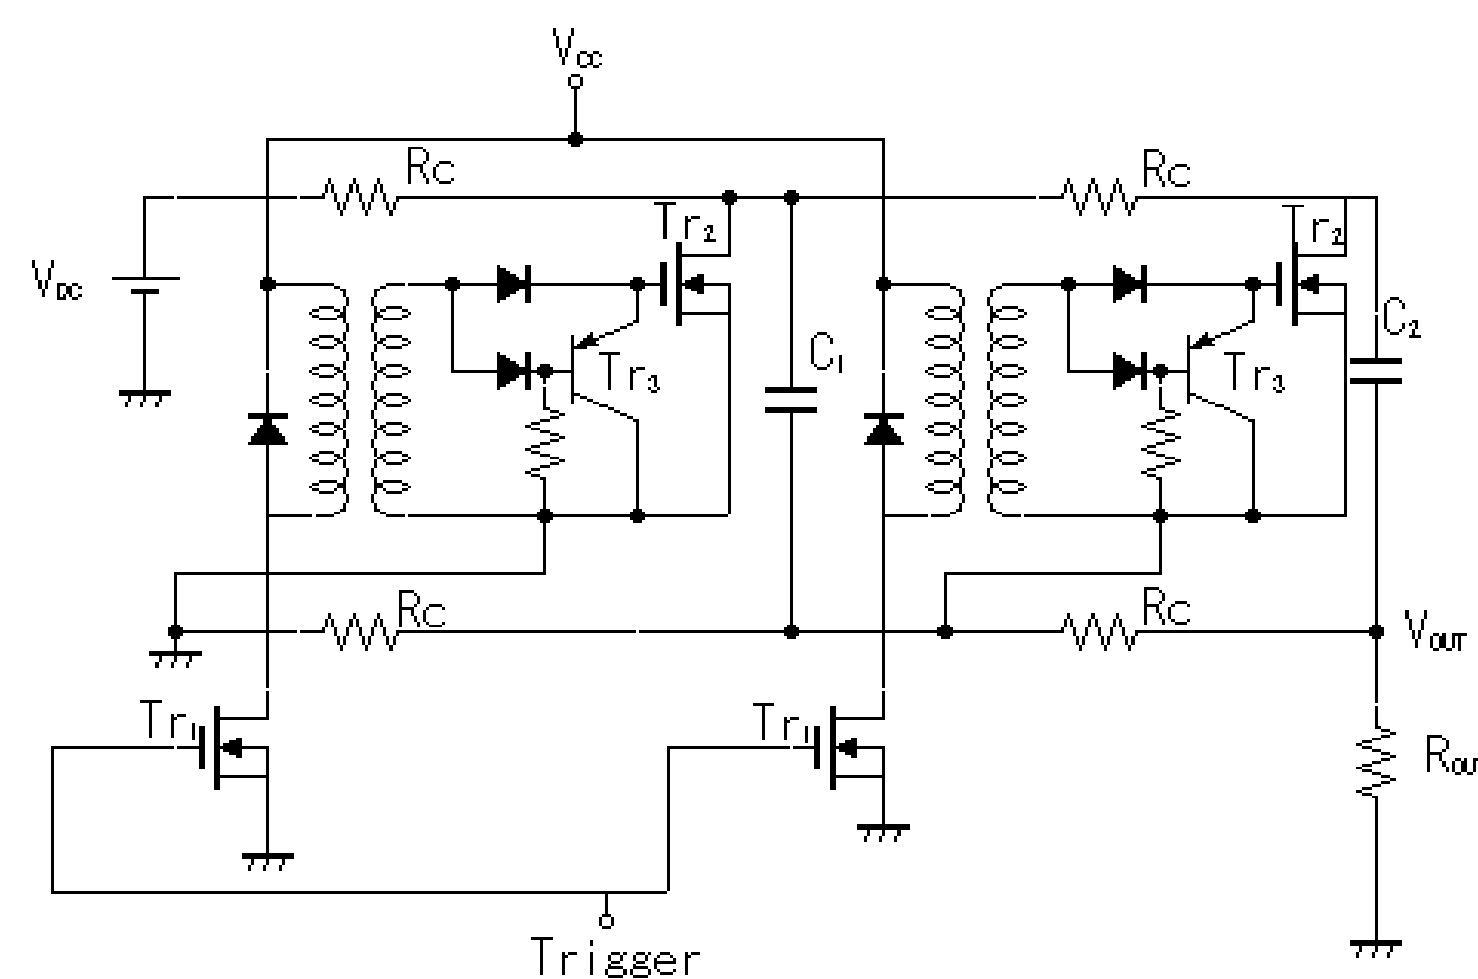 Vcc
Rc
Rc
Tr2
Tr2
VDC
C1
C2
Tr3
Tr3
Rc
Rc
VOUT
Tr1
Tr1
ROU
Trigger